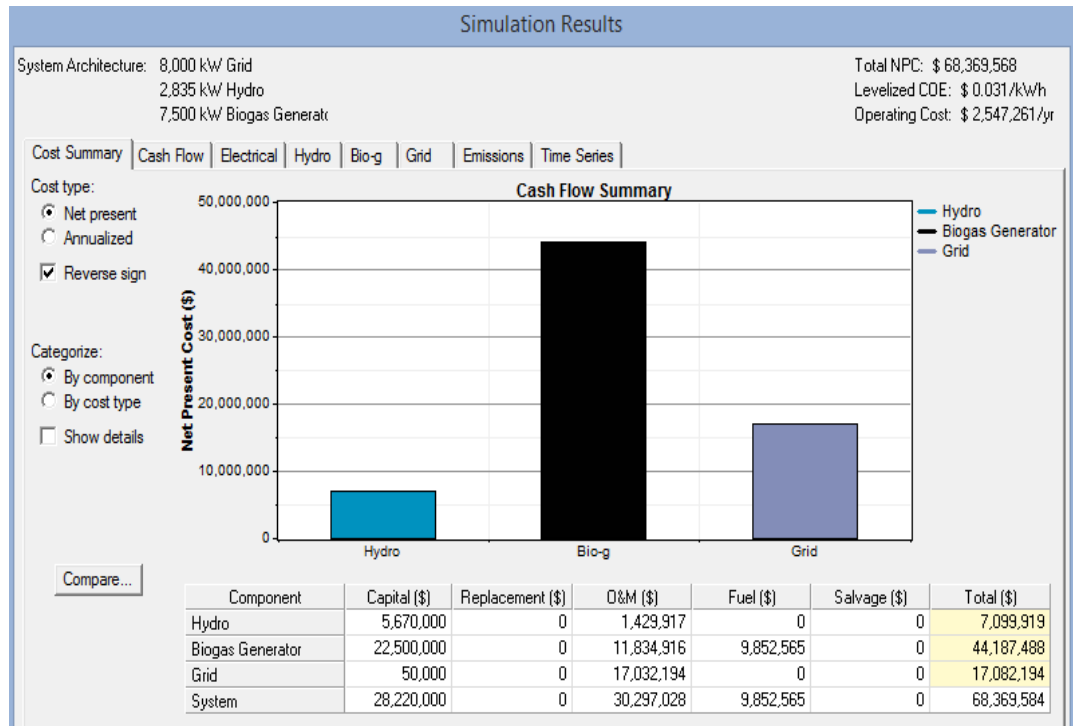 Simulation Results
System Architecture: 8,000 kW Grid
2,835 kW Hydro
7,500 kW Biogas Generato
Total NPC: $ 68,369,568
Levelized COE: $ 0.031/kWh
Operating Cost: $ 2,547,261/yr
Cost Summary Cash Flow Electrical Hydro Bio-g Grid Emissions Time Series
Cost type:
Net present
Annualized
Reverse sign
Categorize:
By component
By cost type
Show details
Compare...
Cash Flow Summary
50,000,000
40,000,000
30,000,000
20,000,000
10,000,000
0
Net Present Cost ($)
Hydro Bio-g Grid
Hydro
Biogas Generator
Grid
Component Capital ($) Replacement ($) O&M ($) Fuel ($) Salvage ($) Total ($)
Hydro 5,670,000 0 1,429,917 0 0 7,099,919
Biogas Generator 22,500,000 0 11,834,916 9,852,565 0 44,187,488
Grid 50,000 0 17,032,194 0 0 17,082,194
System 28,220,000 0 30,297,028 9,852,565 0 68,369,584